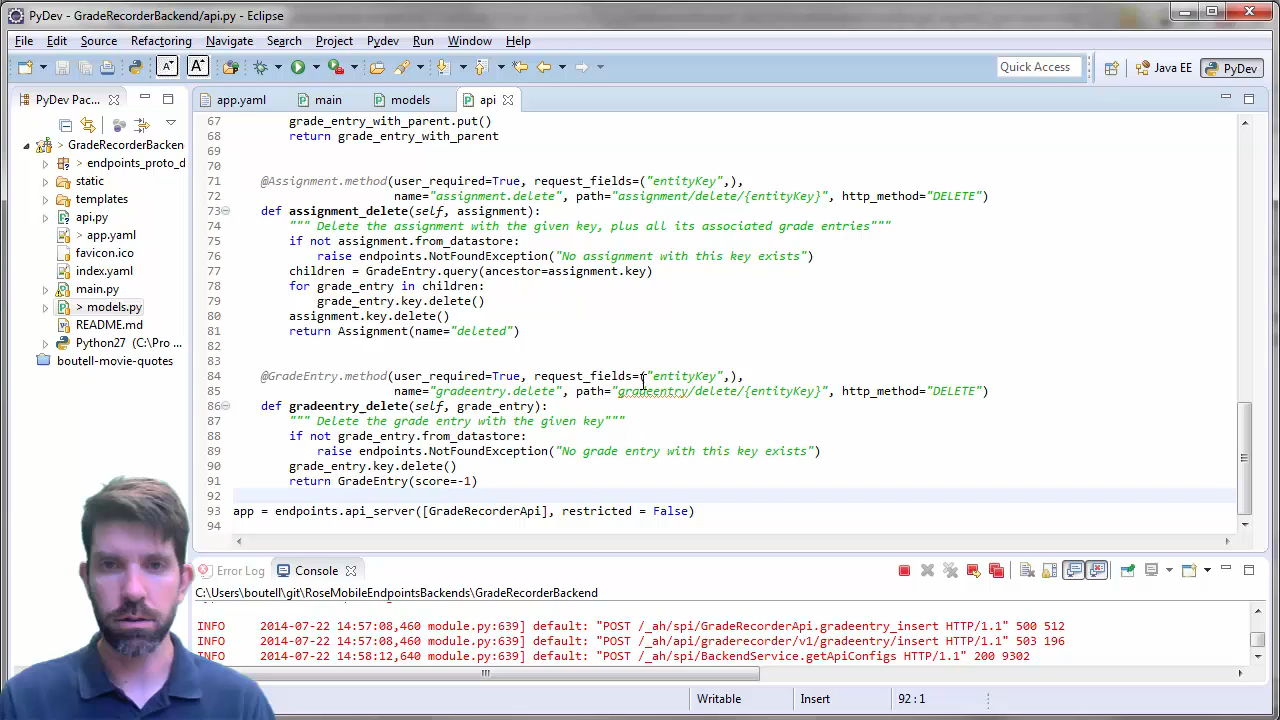 PyDev - GradeRecorderBackend/api.py - Eclipse
File Edit Source Refactoring Navigate Search Project Pydev Run Window Help
Quick Access Java EE PyDev
PyDev Pac... app.yaml main models api
GradeRecorderBacken
> endpoints_proto_d
static
templates
api.py
> app.yaml
favicon.ico
index.yaml
main.py
> models.py
README.md
Python27 (C:\Pro
boutell-movie-quotes
67 grade_entry_with_parent.put()
68 return grade_entry_with_parent
69
70
71 @Assignment.method(user_required=True, request_fields=("entityKey",),
72 name="assignment.delete", path="assignment/delete/{entityKey}", http_method="DELETE")
73 def assignment_delete(self, assignment):
74 """ Delete the assignment with the given key, plus all its associated grade entries"""
75 if not assignment.from_datastore:
76 raise endpoints.NotFoundException("No assignment with this key exists")
77 children = GradeEntry.query(ancestor=assignment.key)
78 for grade_entry in children:
79 grade_entry.key.delete()
80 assignment.key.delete()
81 return Assignment(name="deleted")
82
83
84 @GradeEntry.method(user_required=True, request_fields=("entityKey",),
85 name="gradeentry.delete", path="gradeentry/delete/{entityKey}", http_method="DELETE")
86 def gradeentry_delete(self, grade_entry):
87 """ Delete the grade entry with the given key"""
88 if not grade_entry.from_datastore:
89 raise endpoints.NotFoundException("No grade entry with this key exists")
90 grade_entry.key.delete()
91 return GradeEntry(score=-1)
92
93 app = endpoints.api_server([GradeRecorderApi], restricted = False)
94
Error Log Console
C:\Users\boutell\git\RoseMobileEndpointsBackends\GradeRecorderBackend
INFO 2014-07-22 14:57:08,460 module.py:639] default: "POST /_ah/spi/GradeRecorderApi.gradeentry_insert HTTP/1.1" 500 512
INFO 2014-07-22 14:57:08,460 module.py:639] default: "POST /_ah/api/graderecorder/v1/gradeentry/insert HTTP/1.1" 503 196
INFO 2014-07-22 14:58:12,640 module.py:639] default: "POST /_ah/spi/BackendService.getApiConfigs HTTP/1.1" 200 9302
Writable Insert 92:1